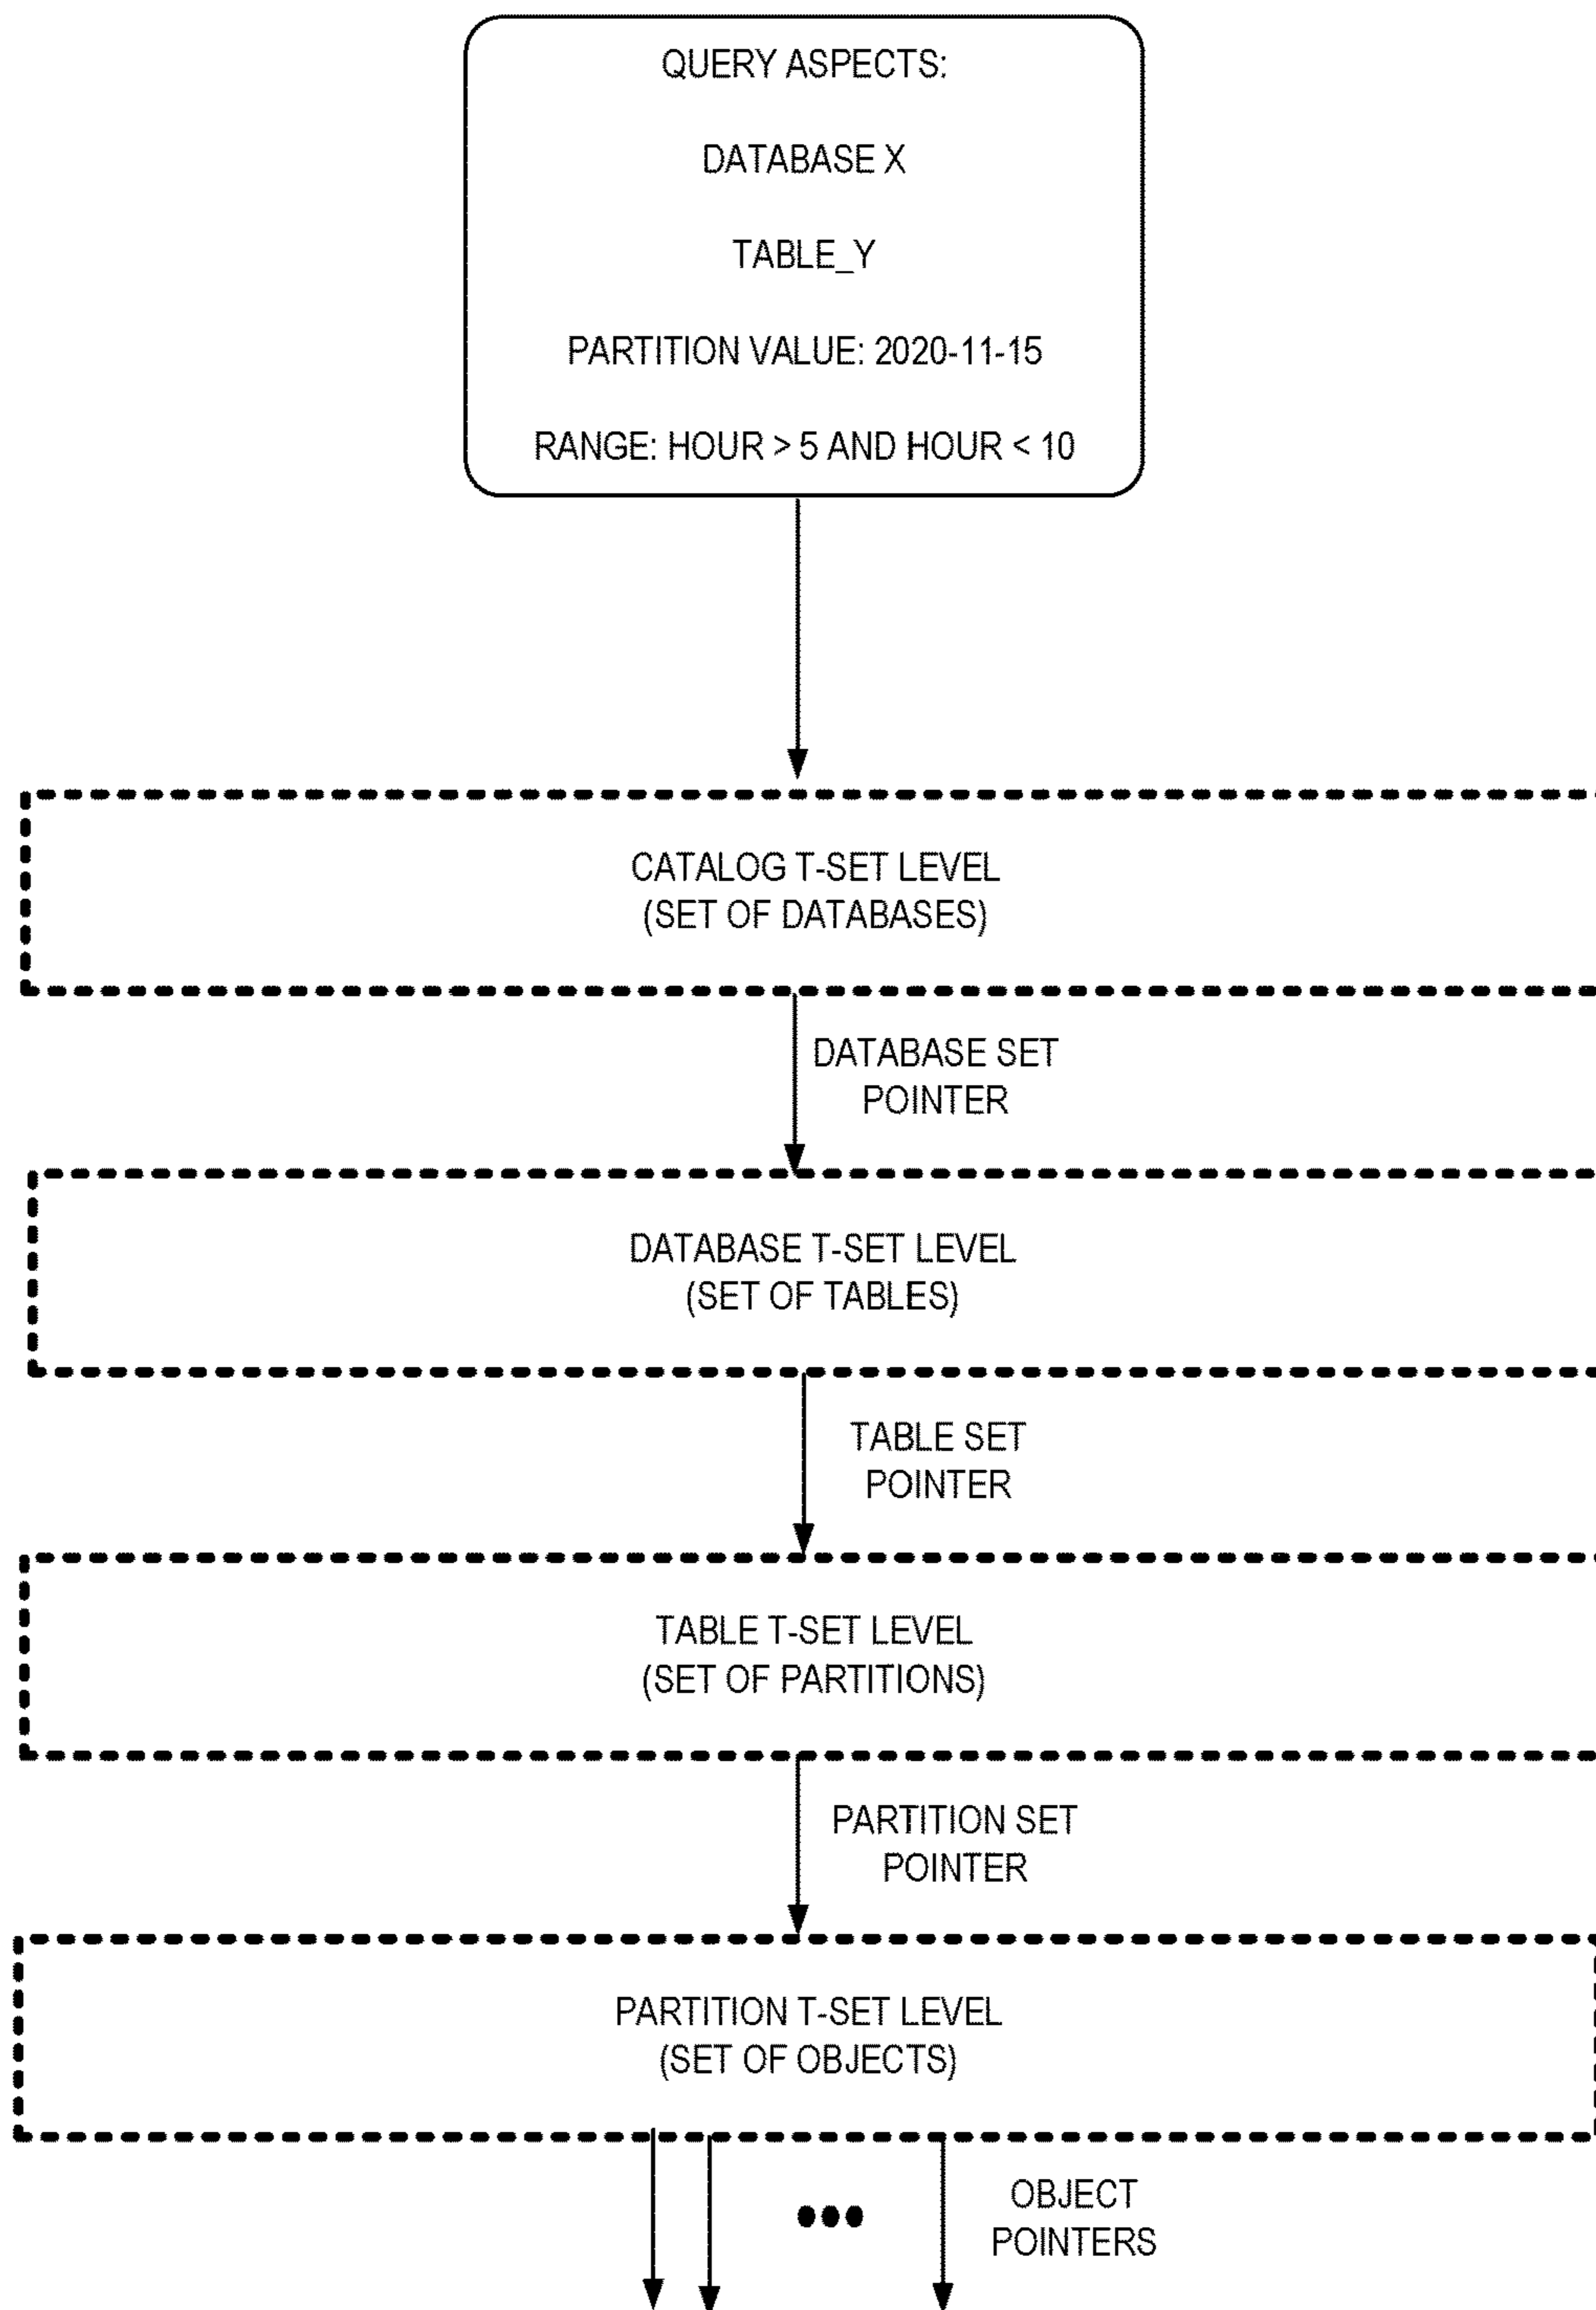 QUERY ASPECTS:
DATABASE X
TABLE_Y
PARTITION VALUE: 2020-11-15
RANGE: HOUR > 5 AND HOUR < 10
CATALOG T-SET LEVEL
(SET OF DATABASES)
DATABASE SET
POINTER
DATABASE T-SET LEVEL
(SET OF TABLES)
TABLE SET
POINTER
TABLE T-SET LEVEL
(SET OF PARTITIONS)
PARTITION SET
POINTER
PARTITION T-SET LEVEL
(SET OF OBJECTS)
OBJECT
POINTERS